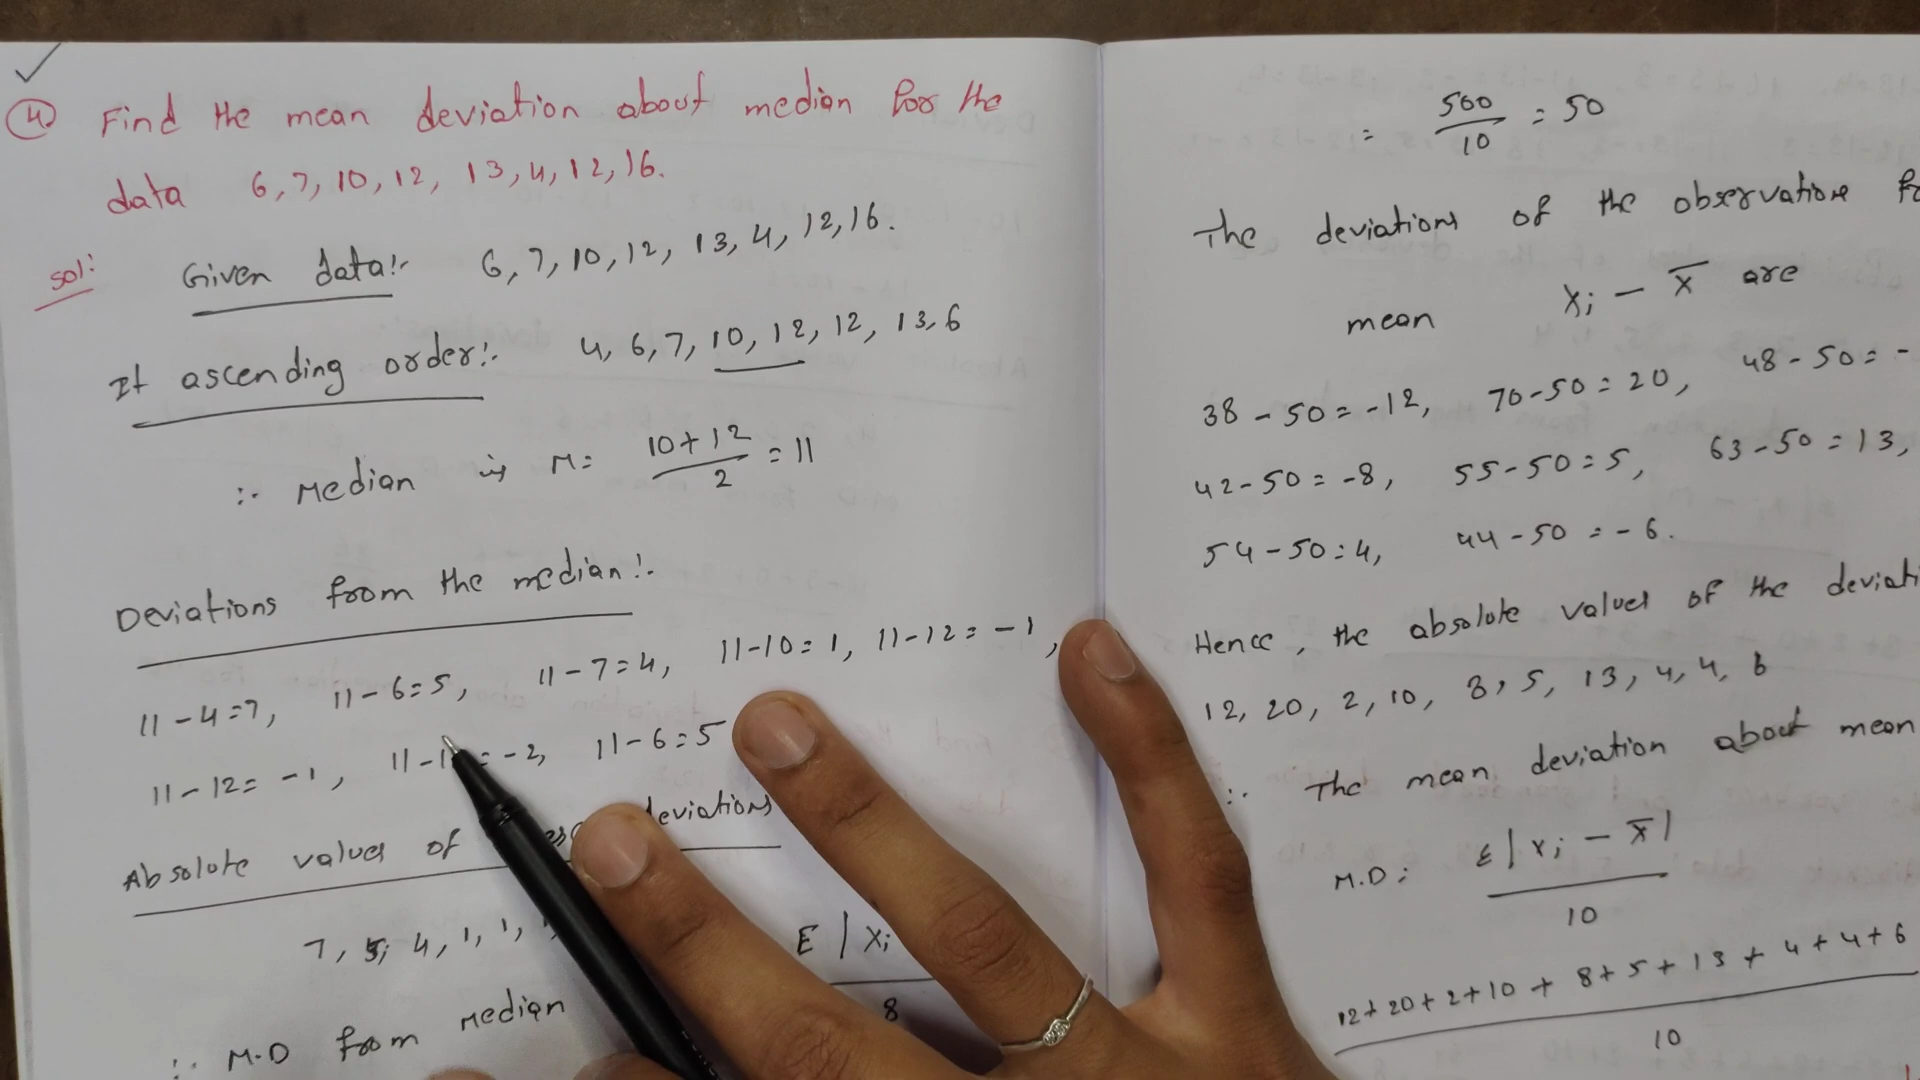 4) Find the mean deviation about median for the
data 6, 7, 10, 12, 13, 4, 12, 16.
sol: Given data:- 6, 7, 10, 12, 13, 4, 12, 16.
It ascending order:- 4, 6, 7, 10, 12, 12, 13, 6
∴ Median is M= 10+12/2 = 11
Deviations from the median:-
11-4=7, 11-6=5, 11-7=4, 11-10=1, 11-12=-1,
11-12=-1, = -2, 11-6=5
Absolute values of deviations
7, 5, 4, 1, 1,
∴ M.D from median E | xi
8
= 500/10 = 50
The deviations of the observations
mean xi - x̅ are
38-50=-12, 70-50=20, 48-50= -
42-50=-8, 55-50=5, 63-50=13,
54-50=4, 44-50=-6.
Hence, the absolute values of the
12, 20, 2, 10, 8, 5, 13, 4, 4, 6
∴ The mean deviation about mean
M.D= Σ|xi - x̅|/10
12+20+2+10+8+5+13+4+4+6
10